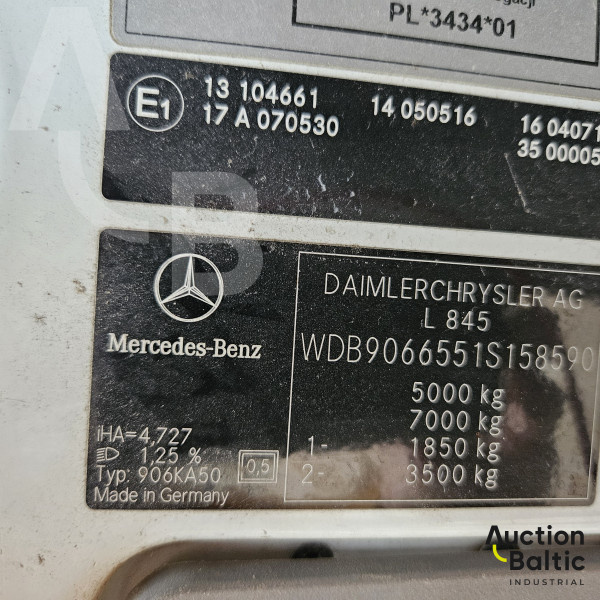 PL*3434*01
E1
13 104661
14 050516
16 04071
17 A 070530
35 00005
DAIMLERCHRYSLER AG
L 845
Mercedes-Benz
WDB9066551S158590
5000 kg
7000 kg
1- 1850 kg
2- 3500 kg
iHA=4,727
1,25 %
0,5
Typ: 906KA50
Made in Germany
Auction
Baltic
INDUSTRIAL